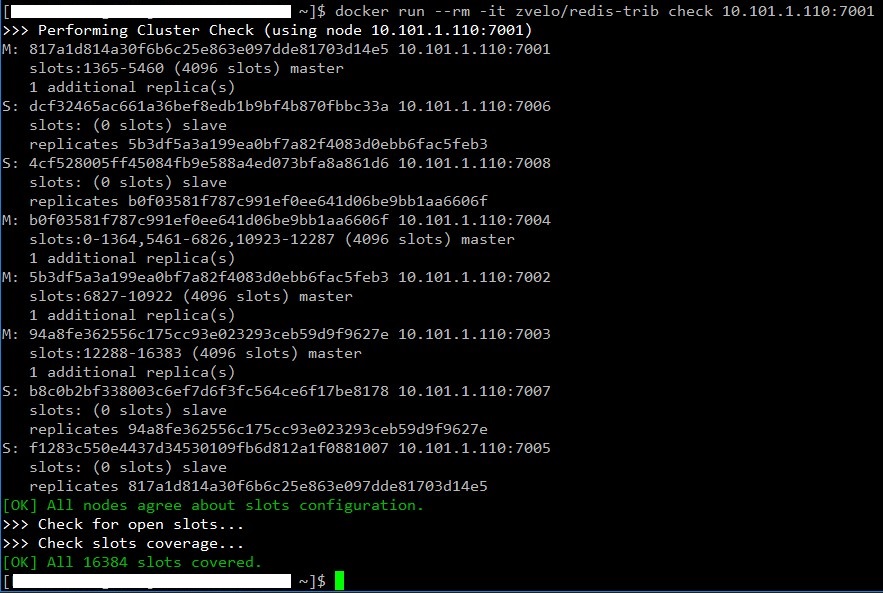 [ ~]$ docker run --rm -it zvelo/redis-trib check 10.101.1.110:7001
>>> Performing Cluster Check (using node 10.101.1.110:7001)
M: 817a1d814a30f6b6c25e863e097dde81703d14e5 10.101.1.110:7001
   slots:1365-5460 (4096 slots) master
   1 additional replica(s)
S: dcf32465ac661a36bef8edb1b9bf4b870fbbc33a 10.101.1.110:7006
   slots: (0 slots) slave
   replicates 5b3df5a3a199ea0bf7a82f4083d0ebb6fac5feb3
S: 4cf528005ff45084fb9e588a4ed073bfa8a861d6 10.101.1.110:7008
   slots: (0 slots) slave
   replicates b0f03581f787c991ef0ee641d06be9bb1aa6606f
M: b0f03581f787c991ef0ee641d06be9bb1aa6606f 10.101.1.110:7004
   slots:0-1364,5461-6826,10923-12287 (4096 slots) master
   1 additional replica(s)
M: 5b3df5a3a199ea0bf7a82f4083d0ebb6fac5feb3 10.101.1.110:7002
   slots:6827-10922 (4096 slots) master
   1 additional replica(s)
M: 94a8fe362556c175cc93e023293ceb59d9f9627e 10.101.1.110:7003
   slots:12288-16383 (4096 slots) master
   1 additional replica(s)
S: b8c0b2bf338003c6ef7d6f3fc564ce6f17be8178 10.101.1.110:7007
   slots: (0 slots) slave
   replicates 94a8fe362556c175cc93e023293ceb59d9f9627e
S: f1283c550e4437d34530109fb6d812a1f0881007 10.101.1.110:7005
   slots: (0 slots) slave
   replicates 817a1d814a30f6b6c25e863e097dde81703d14e5
[OK] All nodes agree about slots configuration.
>>> Check for open slots...
>>> Check slots coverage...
[OK] All 16384 slots covered.
[ ~]$